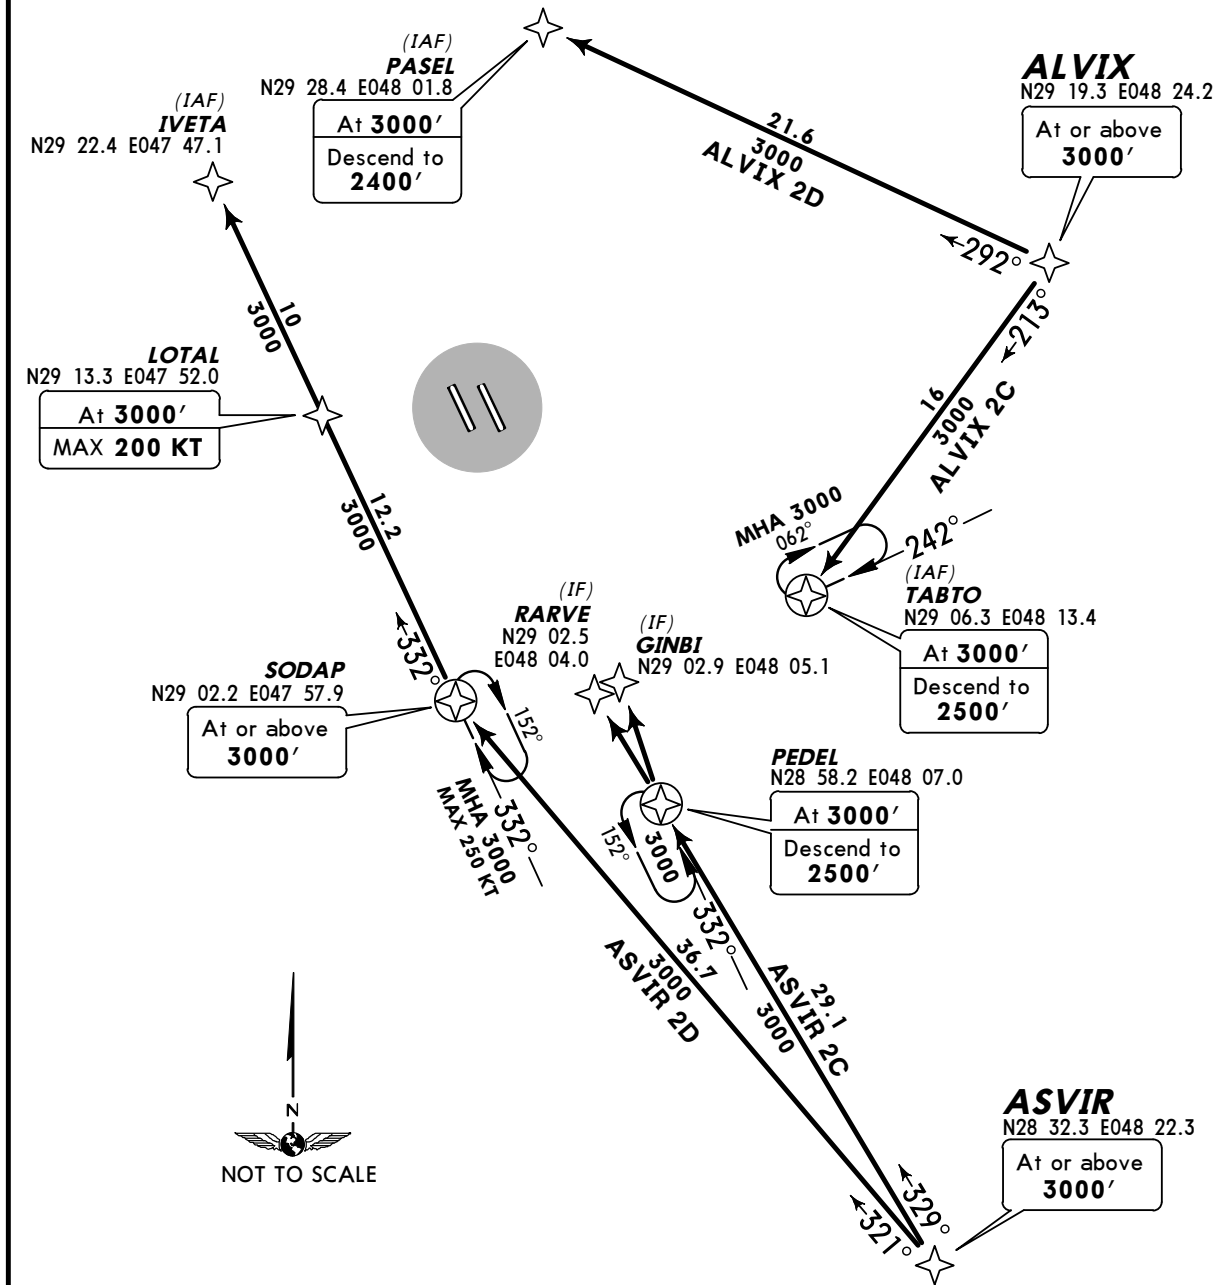 (IAF)
PASEL
N29 28.4 E048 01.8
At 3000′
Descend to
2400′
(IAF)
IVETA
N29 22.4 E047 47.1
ALVIX
N29 19.3 E048 24.2
At or above
3000′
21.6
3000
ALVIX 2D
292°
213°
16
3000
ALVIX 2C
10
3000
LOTAL
N29 13.3 E047 52.0
At 3000′
MAX 200 KT
12.2
3000
332°
MHA 3000
062°
242°
(IAF)
TABTO
N29 06.3 E048 13.4
At 3000′
Descend to
2500′
(IF)
RARVE
N29 02.5
E048 04.0
(IF)
GINBI
N29 02.9 E048 05.1
SODAP
N29 02.2 E047 57.9
At or above
3000′
152°
332°
MHA 3000
MAX 250 KT
PEDEL
N28 58.2 E048 07.0
At 3000′
Descend to
2500′
152°
3000
332°
36.7
3000
ASVIR 2D
29.1
ASVIR 2C
3000
ASVIR
N28 32.3 E048 22.3
At or above
3000′
329°
321°
N
NOT TO SCALE